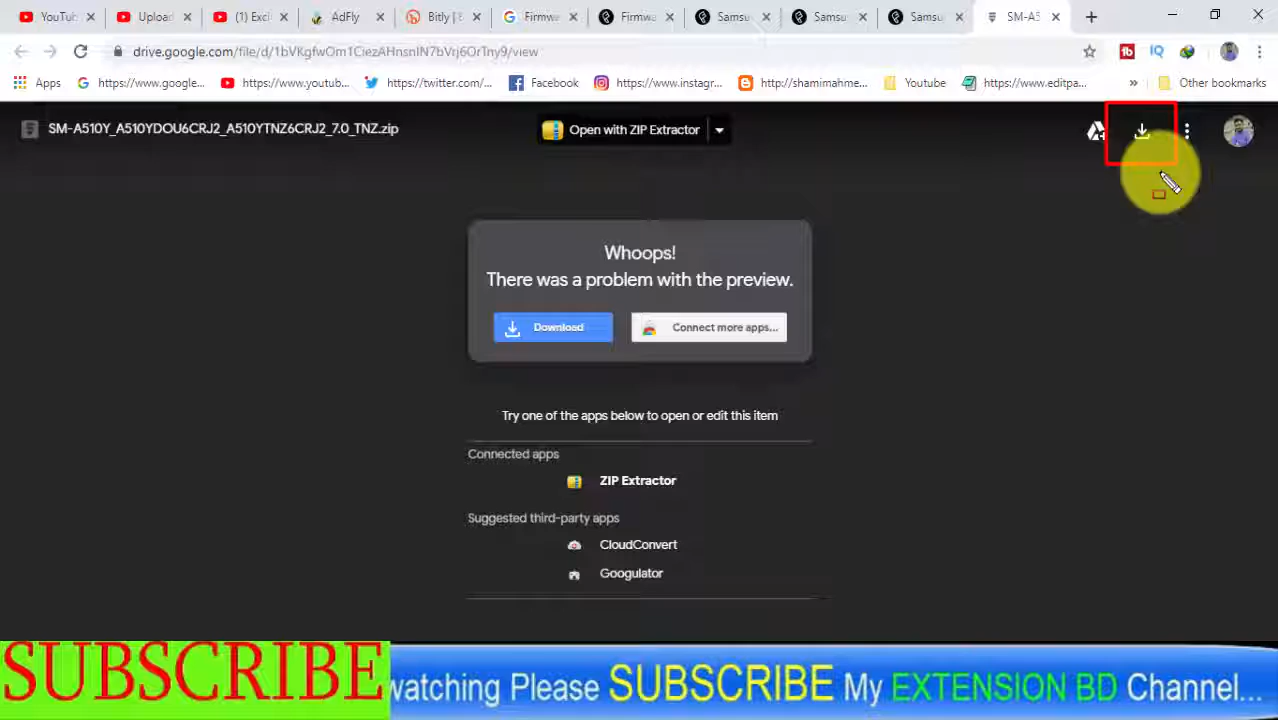 YouTub
Upload
(1) Excl
AdFly
Bitly | E
Firmwa
Firmwa
Samsu
Samsu
Samsu
SM-A5
drive.google.com/file/d/1bVKgfwOm1CiezAHnsnIN7bVrj6OrTny9/view
Apps
https://www.google...
https://www.youtub...
https://twitter.com/...
Facebook
https://www.instagr...
http://shamimahme...
Youtube
https://www.editpa...
»
Other bookmarks
SM-A510Y_A510YDOU6CRJ2_A510YTNZ6CRJ2_7.0_TNZ.zip
Open with ZIP Extractor
Whoops!
There was a problem with the preview.
Download
Connect more apps...
Try one of the apps below to open or edit this item
Connected apps
ZIP Extractor
Suggested third-party apps
CloudConvert
Googulator
SUBSCRIBE
watching Please SUBSCRIBE My EXTENSION BD Channel...